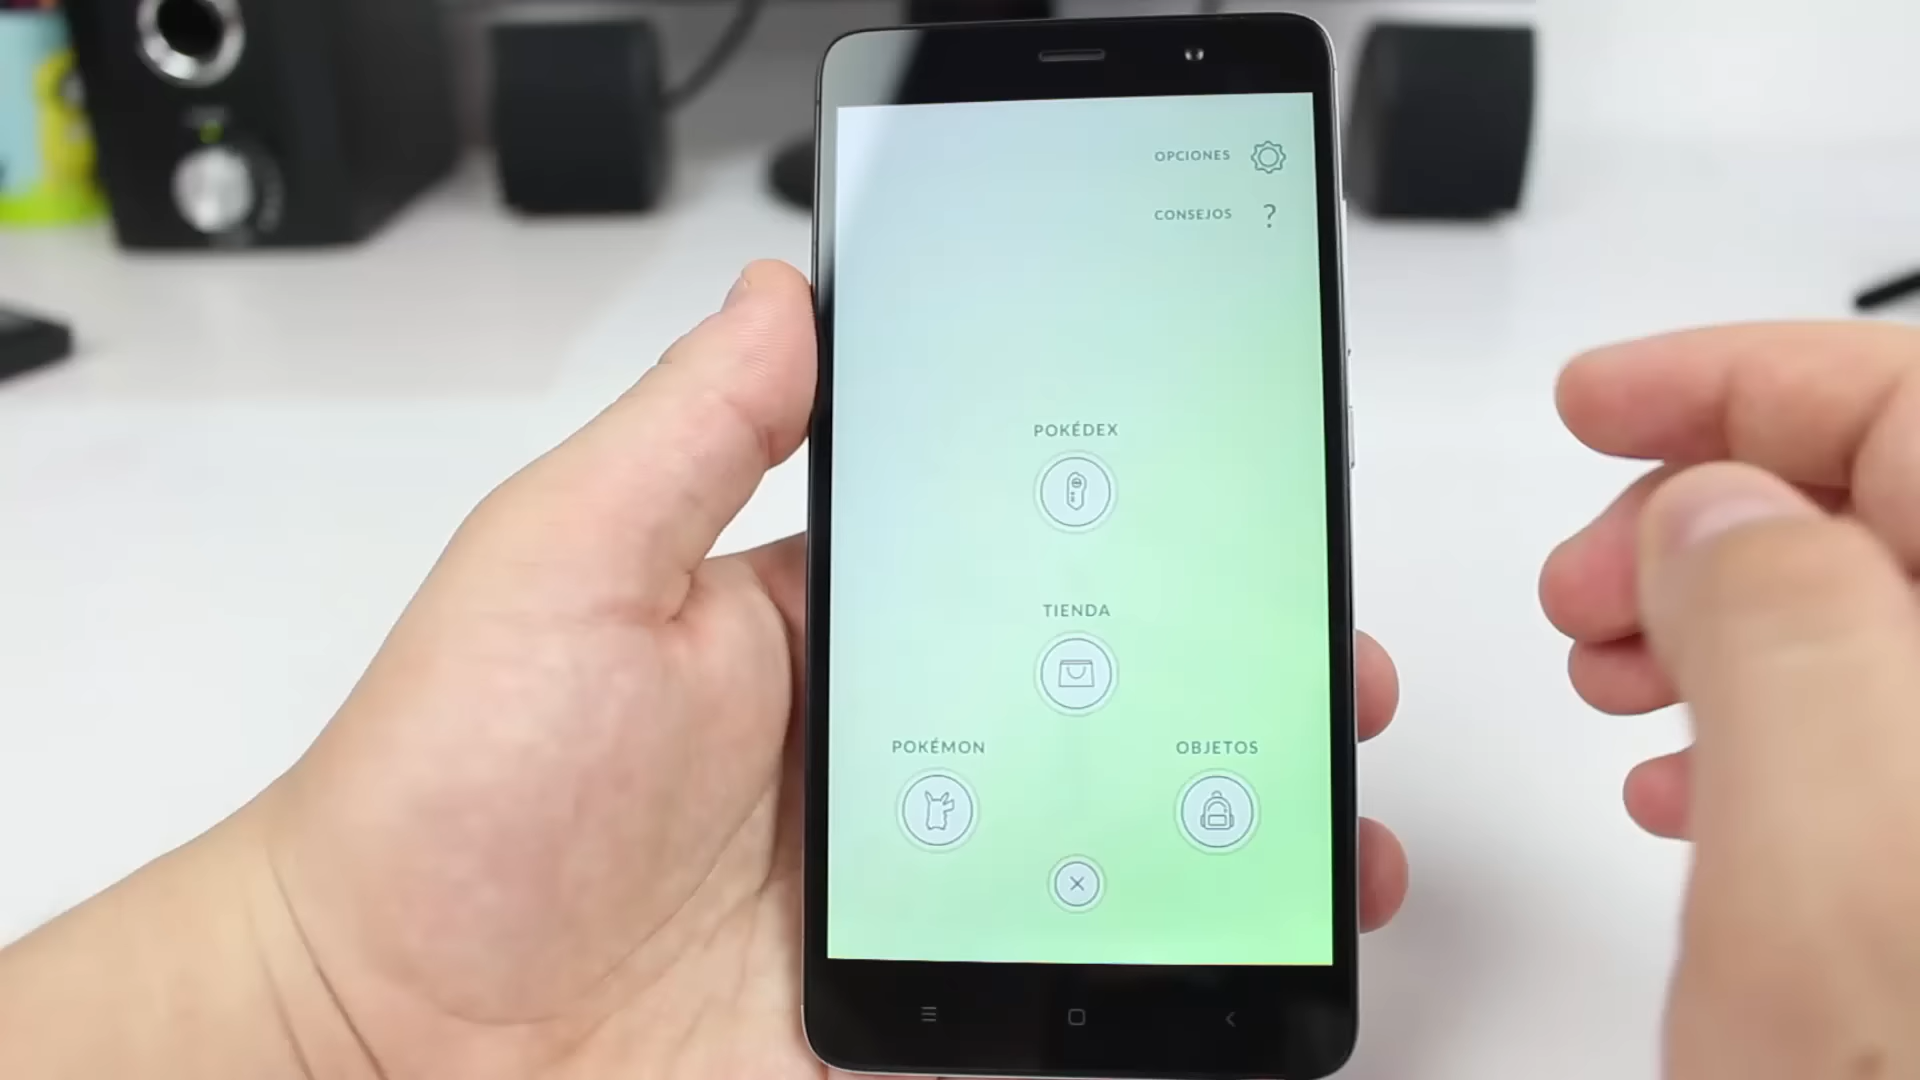 OPCIONES
CONSEJOS ?
POKÉDEX
TIENDA
POKÉMON
OBJETOS